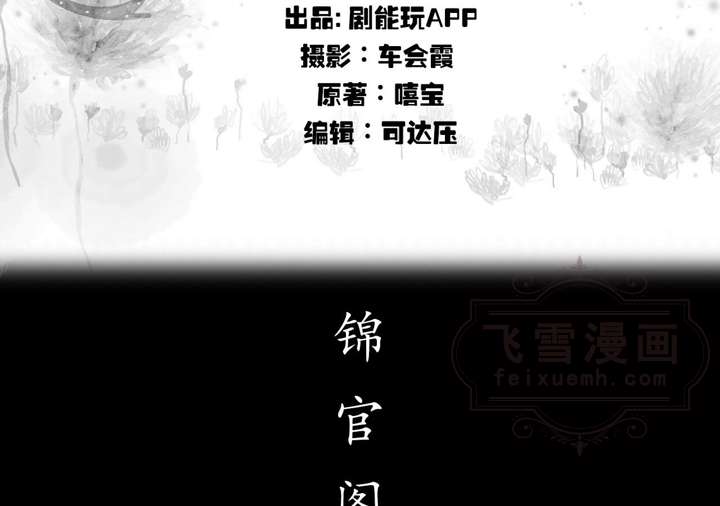 出品: 剧能玩APP
摄影：车会霞
原著：嘻宝
编辑：可达压
锦
官
阁
飞雪漫画
feixuemh.com